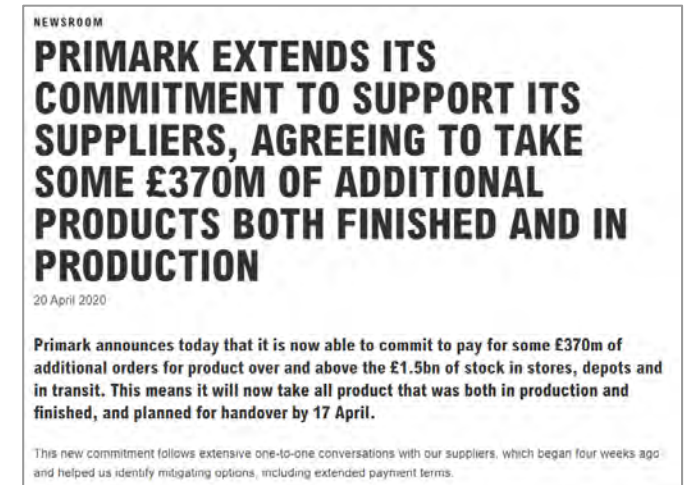 NEWSROOM
PRIMARK EXTENDS ITS
COMMITMENT TO SUPPORT ITS
SUPPLIERS, AGREEING TO TAKE
SOME £370M OF ADDITIONAL
PRODUCTS BOTH FINISHED AND IN
PRODUCTION
20 April 2020
Primark announces today that it is now able to commit to pay for some £370m of
additional orders for product over and above the £1.5bn of stock in stores, depots and
in transit. This means it will now take all product that was both in production and
finished, and planned for handover by 17 April.
This new commitment follows extensive one-to-one conversations with our suppliers, which began four weeks ago
and helped us identify mitigating options, including extended payment terms.